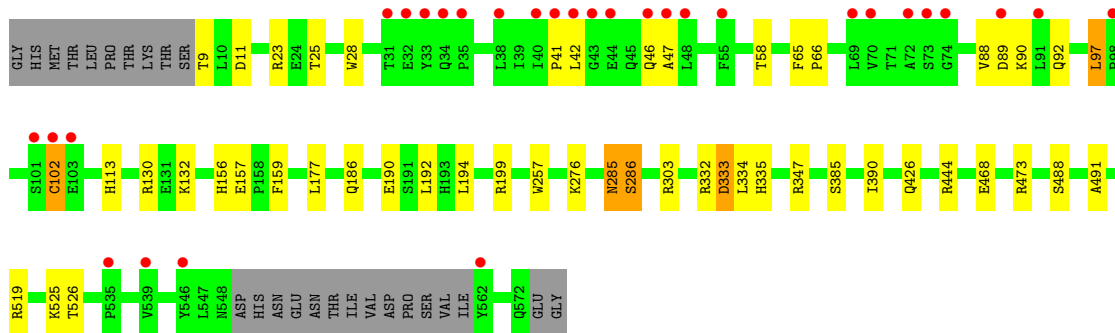 GLY HIS MET THR LEU PRO THR LYS THR SER T9 L10 D11 R23 E24 T25 W28 T31 E32 Y33 Q34 P35 L38 I39 I40 P41 L42 G43 E44 Q45 Q46 A47 L48 F55 T58 F65 P66 L69 V70 T71 A72 S73 G74 V88 D89 K90 L91 Q92 L97
S101 C102 E103 H113 R130 E131 K132 H156 E157 P158 F159 L177 Q186 E190 S191 L192 H193 L194 R199 W257 K276 N285 S286 R303 R332 D333 L334 H335 R347 S385 I390 Q426 R444 E468 R473 S488 A491
R519 K525 T526 P535 V539 Y546 L547 N548 ASP HIS ASN GLU ASN THR ILE VAL ASP PRO SER VAL ILE Y562 Q572 GLU GLY